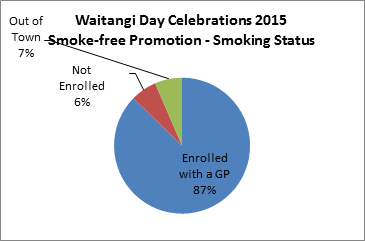 Waitangi Day Celebrations 2015
Smoke-free Promotion - Smoking Status
Out of
Town
7%
Not
Enrolled
6%
Enrolled
with a GP
87%